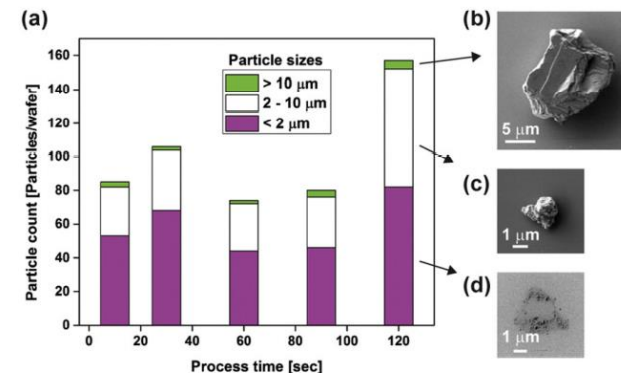 (a)
Particle count [Particles/wafer]
160
140
120
100
80
60
40
20
0
Particle sizes
> 10 μm
2 - 10 μm
< 2 μm
0 20 40 60 80 100 120
Process time [sec]
(b)
5 μm
(c)
1 μm
(d)
1 μm